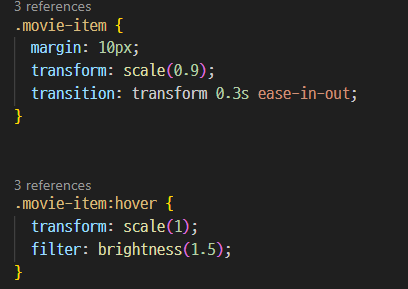 3 references
.movie-item {
  margin: 10px;
  transform: scale(0.9);
  transition: transform 0.3s ease-in-out;
}
3 references
.movie-item:hover {
  transform: scale(1);
  filter: brightness(1.5);
}